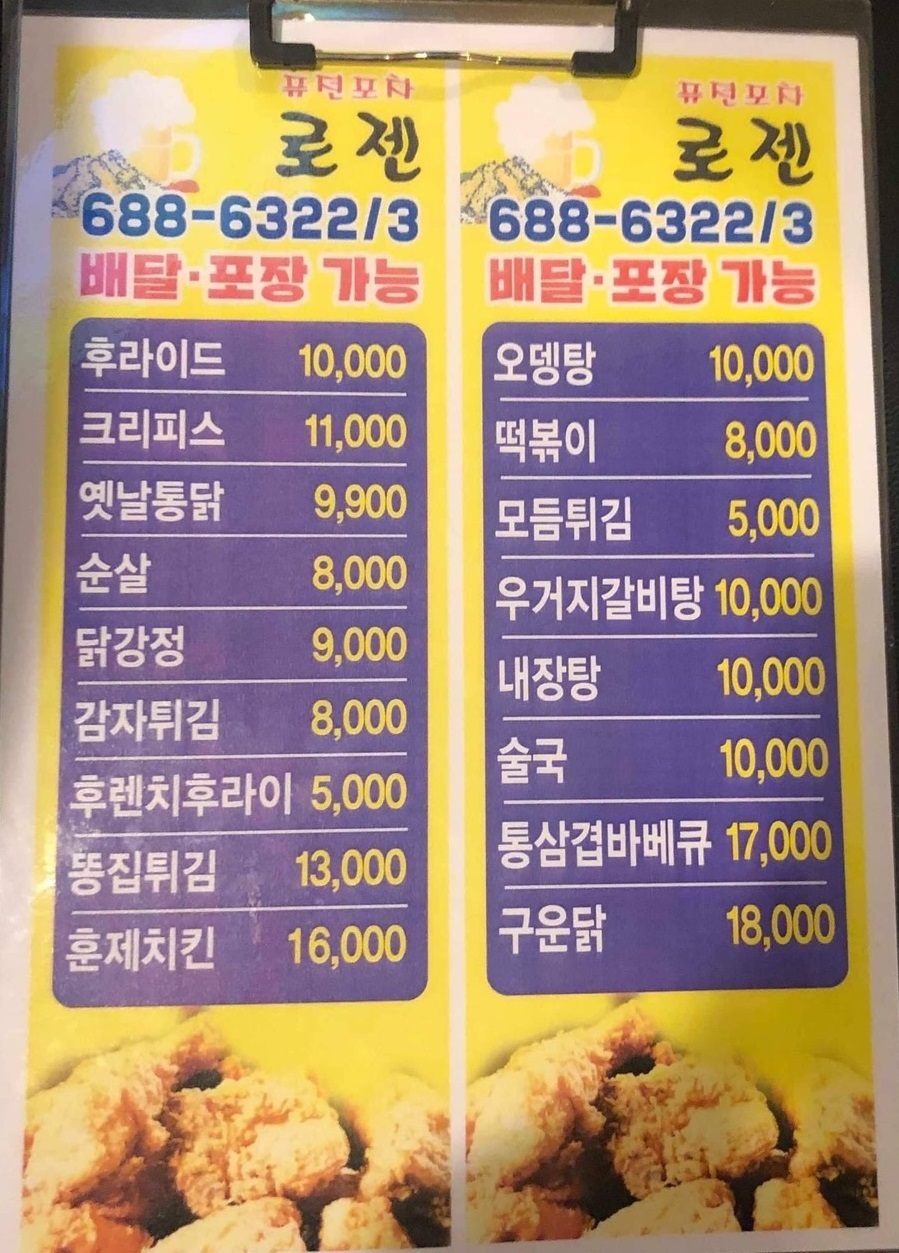 퓨전포차
로젠
688-6322/3
배달·포장 가능
후라이드 10,000
크리피스 11,000
옛날통닭 9,900
순살 8,000
닭강정 9,000
감자튀김 8,000
후렌치후라이 5,000
똥집튀김 13,000
훈제치킨 16,000
퓨전포차
로젠
688-6322/3
배달·포장 가능
오뎅탕 10,000
떡볶이 8,000
모듬튀김 5,000
우거지갈비탕 10,000
내장탕 10,000
술국 10,000
통삼겹바베큐 17,000
구운닭 18,000